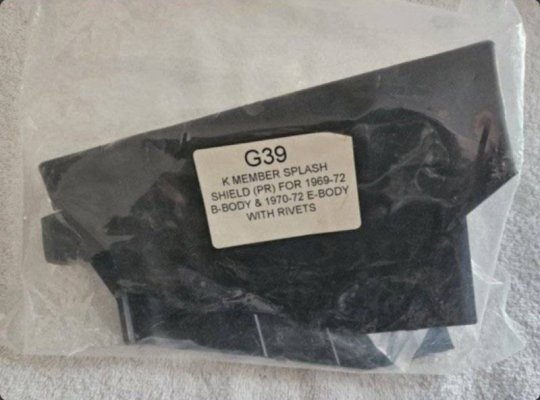 G39
K MEMBER SPLASH
SHIELD (PR) FOR 1969-72
B-BODY & 1970-72 E-BODY
WITH RIVETS